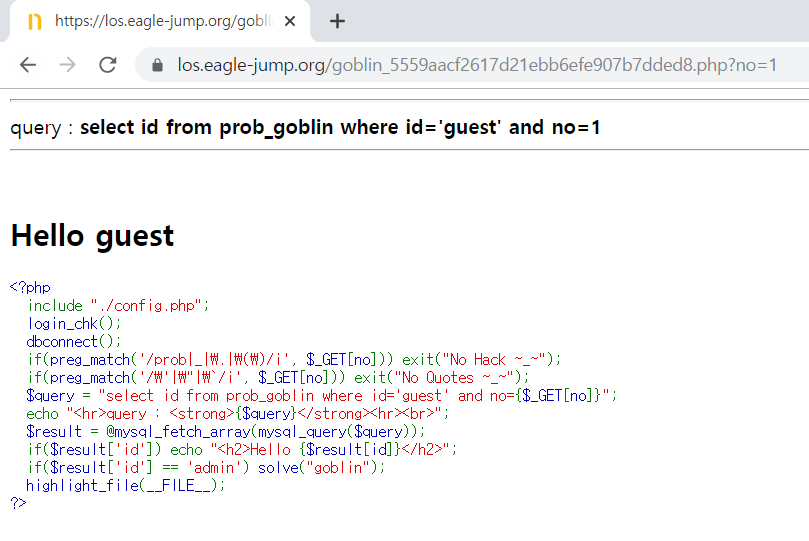 https://los.eagle-jump.org/gobli
los.eagle-jump.org/goblin_5559aacf2617d21ebb6efe907b7dded8.php?no=1
query : select id from prob_goblin where id='guest' and no=1
Hello guest
<?php
include "./config.php";
login_chk();
dbconnect();
if(preg_match('/prob|_|₩.|₩(₩)/i', $_GET[no])) exit("No Hack ~_~");
if(preg_match('/₩'|₩"|₩`/i', $_GET[no])) exit("No Quotes ~_~");
$query = "select id from prob_goblin where id='guest' and no={$_GET[no]}";
echo "<hr>query : <strong>{$query}</strong><hr><br>";
$result = @mysql_fetch_array(mysql_query($query));
if($result['id']) echo "<h2>Hello {$result[id]}</h2>";
if($result['id'] == 'admin') solve("goblin");
highlight_file(__FILE__);
?>